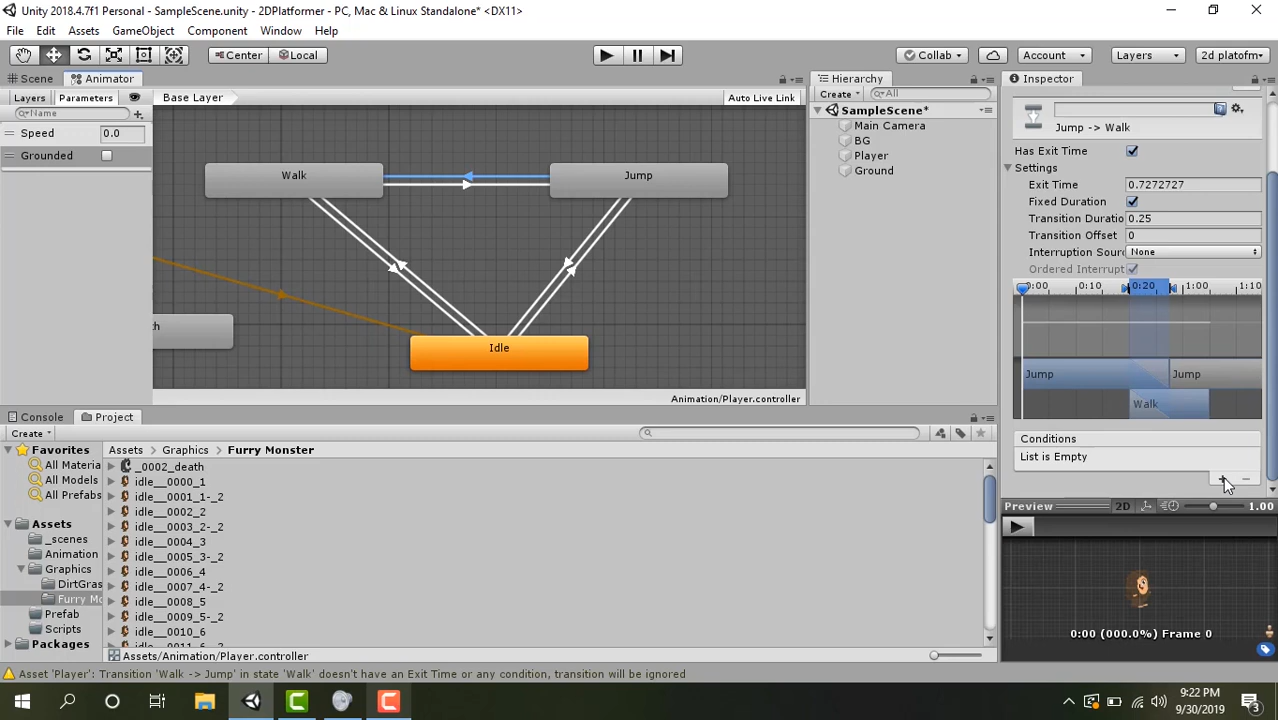 Unity 2018.4.7f1 Personal - SampleScene.unity - 2DPlatformer - PC, Mac & Linux Standalone* <DX11>
File Edit Assets GameObject Component Window Help
Center Local Collab Account Layers 2d platofm
Scene Animator Hierarchy Inspector
Layers Parameters Base Layer Auto Live Link Create All
Name
Speed 0.0
Grounded
Walk
Jump
Idle
th
Animation/Player.controller
SampleScene*
Main Camera
BG
Player
Ground
Jump -> Walk
Has Exit Time
Settings
Exit Time 0.7272727
Fixed Duration
Transition Duratio 0.25
Transition Offset 0
Interruption Sour None
Ordered Interrupt
0:00 0:10 0:20 1:00 1:10
Jump Jump
Walk
Conditions
List is Empty
Preview 2D 1.00
0:00 (000.0%) Frame 0
Console Project
Create
Favorites
All Materia
All Models
All Prefabs
Assets
_scenes
Animation
Graphics
DirtGras
Furry Mo
Prefab
Scripts
Packages
Assets Graphics Furry Monster
_0002_death
idle__0000_1
idle__0001_1-_2
idle__0002_2
idle__0003_2-_2
idle__0004_3
idle__0005_3-_2
idle__0006_4
idle__0007_4-_2
idle__0008_5
idle__0009_5-_2
idle__0010_6
idle__0011_6_2
Assets/Animation/Player.controller
Asset 'Player': Transition 'Walk -> Jump' in state 'Walk' doesn't have an Exit Time or any condition, transition will be ignored
9:22 PM
9/30/2019
3